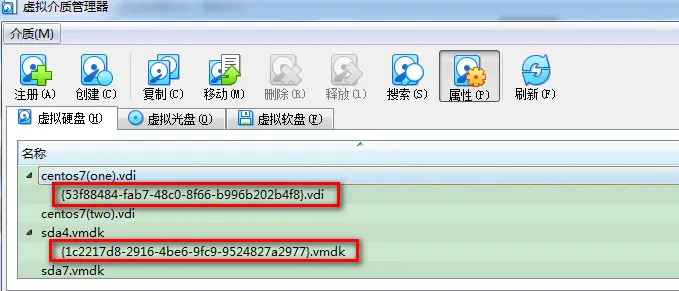 虚拟介质管理器
介质(M)
注册(A) 创建(C) 复制(C) 移动(M) 删除(R) 释放(L) 搜索(S) 属性(P) 刷新(F)
虚拟硬盘(H) 虚拟光盘(O) 虚拟软盘(F)
名称
centos7(one).vdi
{53f88484-fab7-48c0-8f66-b996b202b4f8}.vdi
centos7(two).vdi
sda4.vmdk
{1c2217d8-2916-4be6-9fc9-9524827a2977}.vmdk
sda7.vmdk